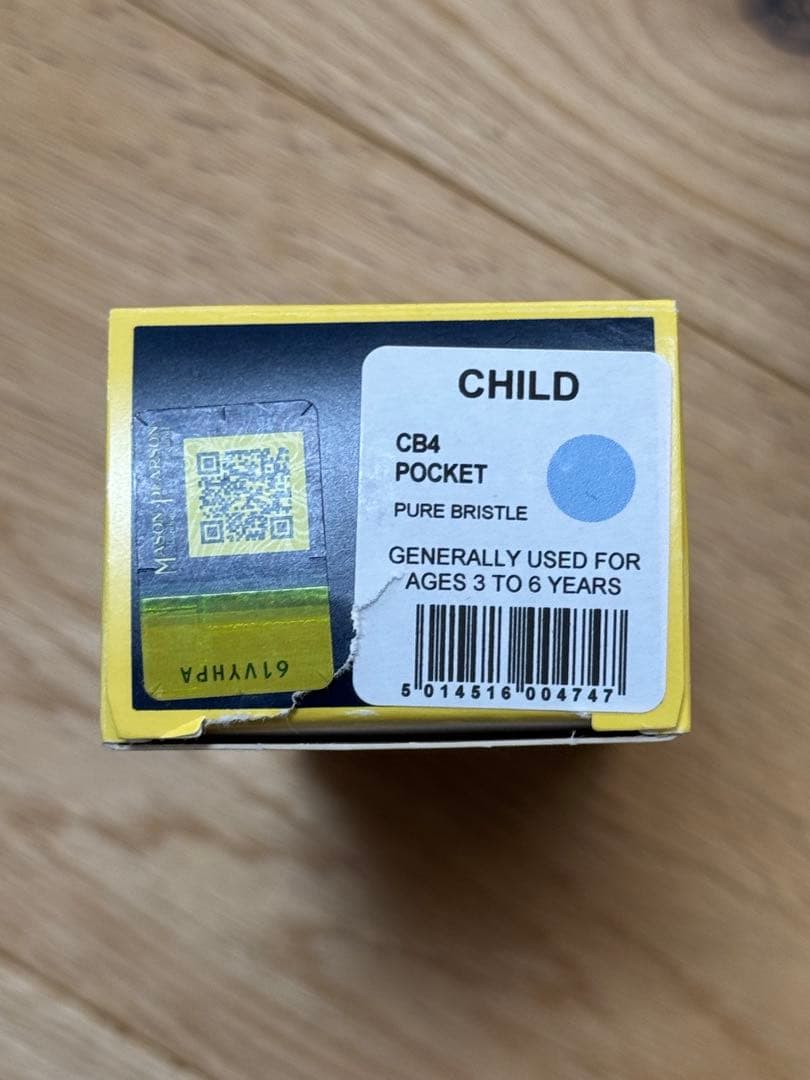 CHILD
CB4
POCKET
PURE BRISTLE
GENERALLY USED FOR
AGES 3 TO 6 YEARS
5 014516 004747
MASON PEARSON
61VYHPA